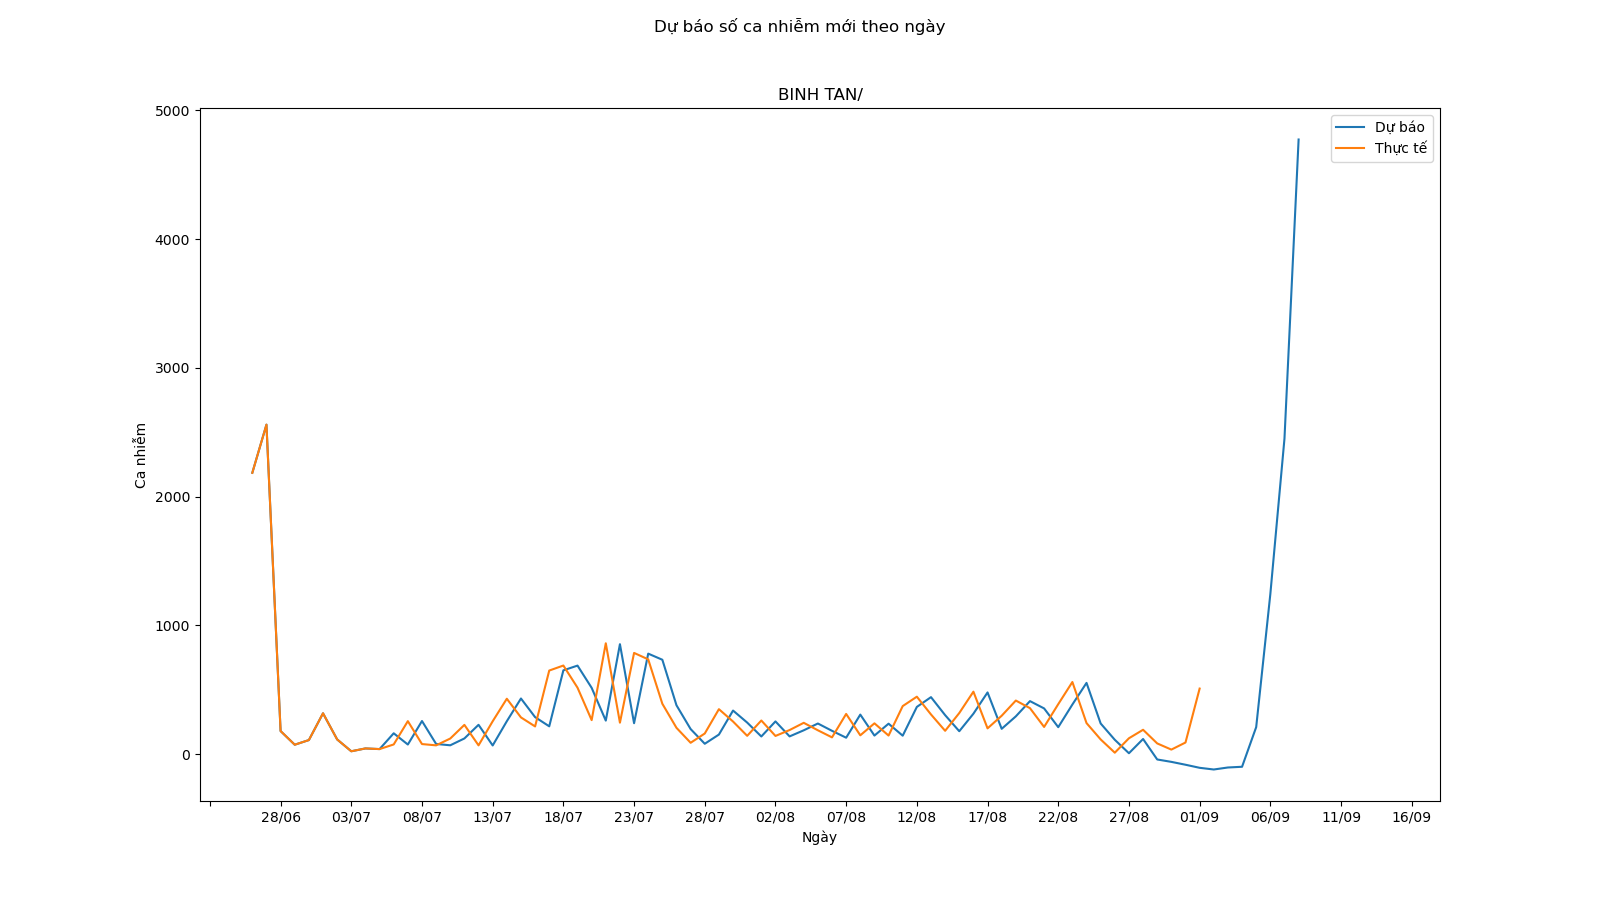 Dự báo số ca nhiễm mới theo ngày
BINH TAN/
5000
4000
3000
2000
1000
0
Ca nhiễm
Dự báo
Thực tế
28/06 03/07 08/07 13/07 18/07 23/07 28/07 02/08 07/08 12/08 17/08 22/08 27/08 01/09 06/09 11/09 16/09
Ngày